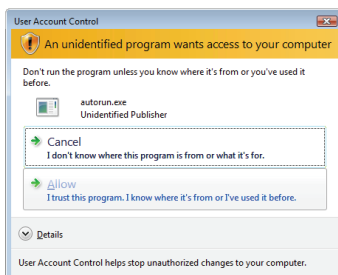 User Account Control
An unidentified program wants access to your computer
Don't run the program unless you know where it's from or you've used it
before.
autorun.exe
Unidentified Publisher
Cancel
I don't know where this program is from or what it's for.
Allow
I trust this program. I know where it's from or I've used it before.
Details
User Account Control helps stop unauthorized changes to your computer.